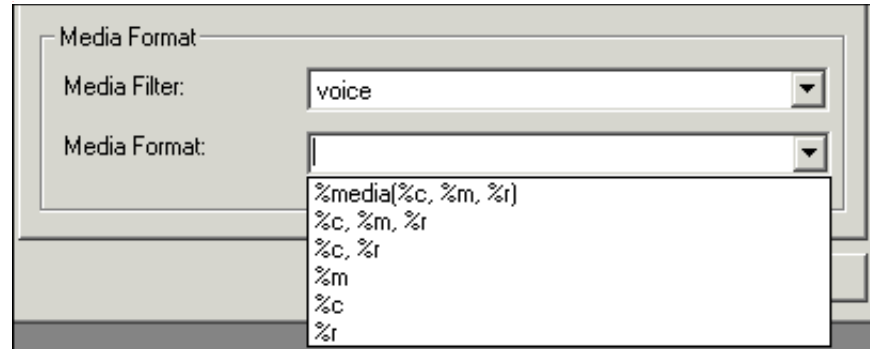 Media Format
Media Filter: voice
Media Format:
%media(%c, %m, %r)
%c, %m, %r
%c, %r
%m
%c
%r